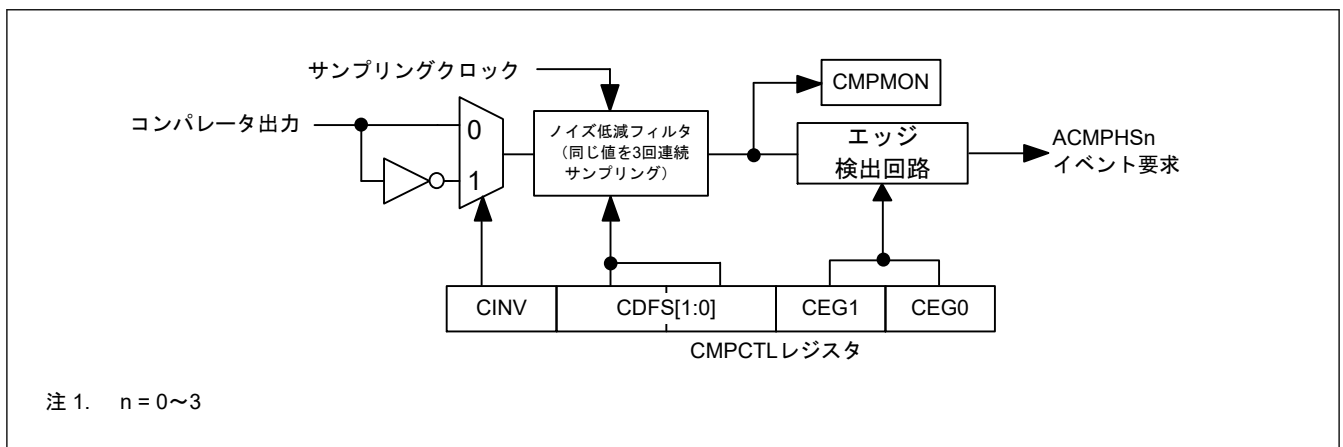 サンプリングクロック
CMPMON
コンパレータ出力
0
1
ノイズ低減フィルタ
（同じ値を3回連続
サンプリング）
エッジ
検出回路
ACMPHSn
イベント要求
CINV
CDFS[1:0]
CEG1
CEG0
CMPCTLレジスタ
注 1. n = 0～3